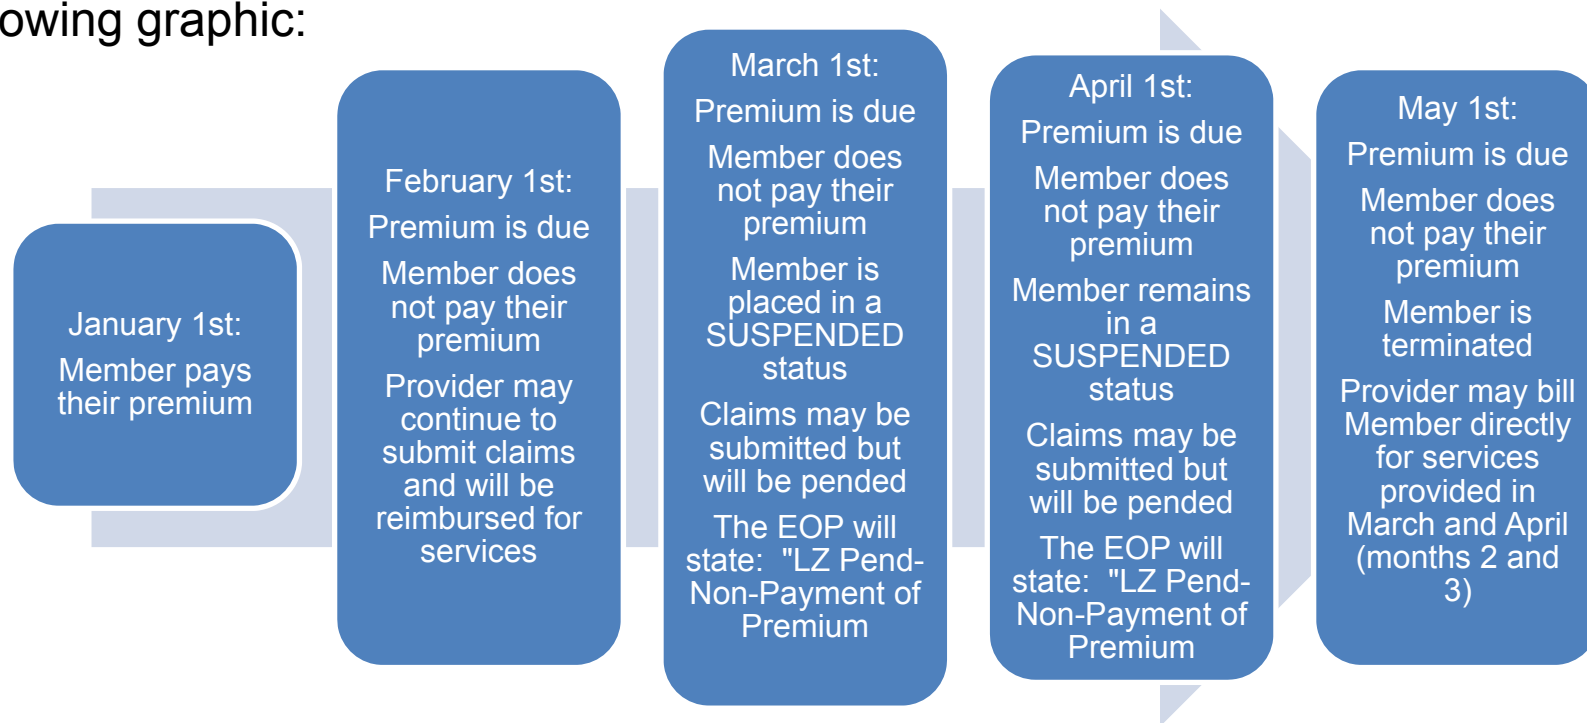 owing graphic:
January 1st:
Member pays
their premium
February 1st:
Premium is due
Member does
not pay their
premium
Provider may
continue to
submit claims
and will be
reimbursed for
services
March 1st:
Premium is due
Member does
not pay their
premium
Member is
placed in a
SUSPENDED
status
Claims may be
submitted but
will be pended
The EOP will
state:  "LZ Pend-
Non-Payment of
Premium
April 1st:
Premium is due
Member does
not pay their
premium
Member remains
in a
SUSPENDED
status
Claims may be
submitted but
will be pended
The EOP will
state:  "LZ Pend-
Non-Payment of
Premium
May 1st:
Premium is due
Member does
not pay their
premium
Member is
terminated
Provider may bill
Member directly
for services
provided in
March and April
(months 2 and
3)